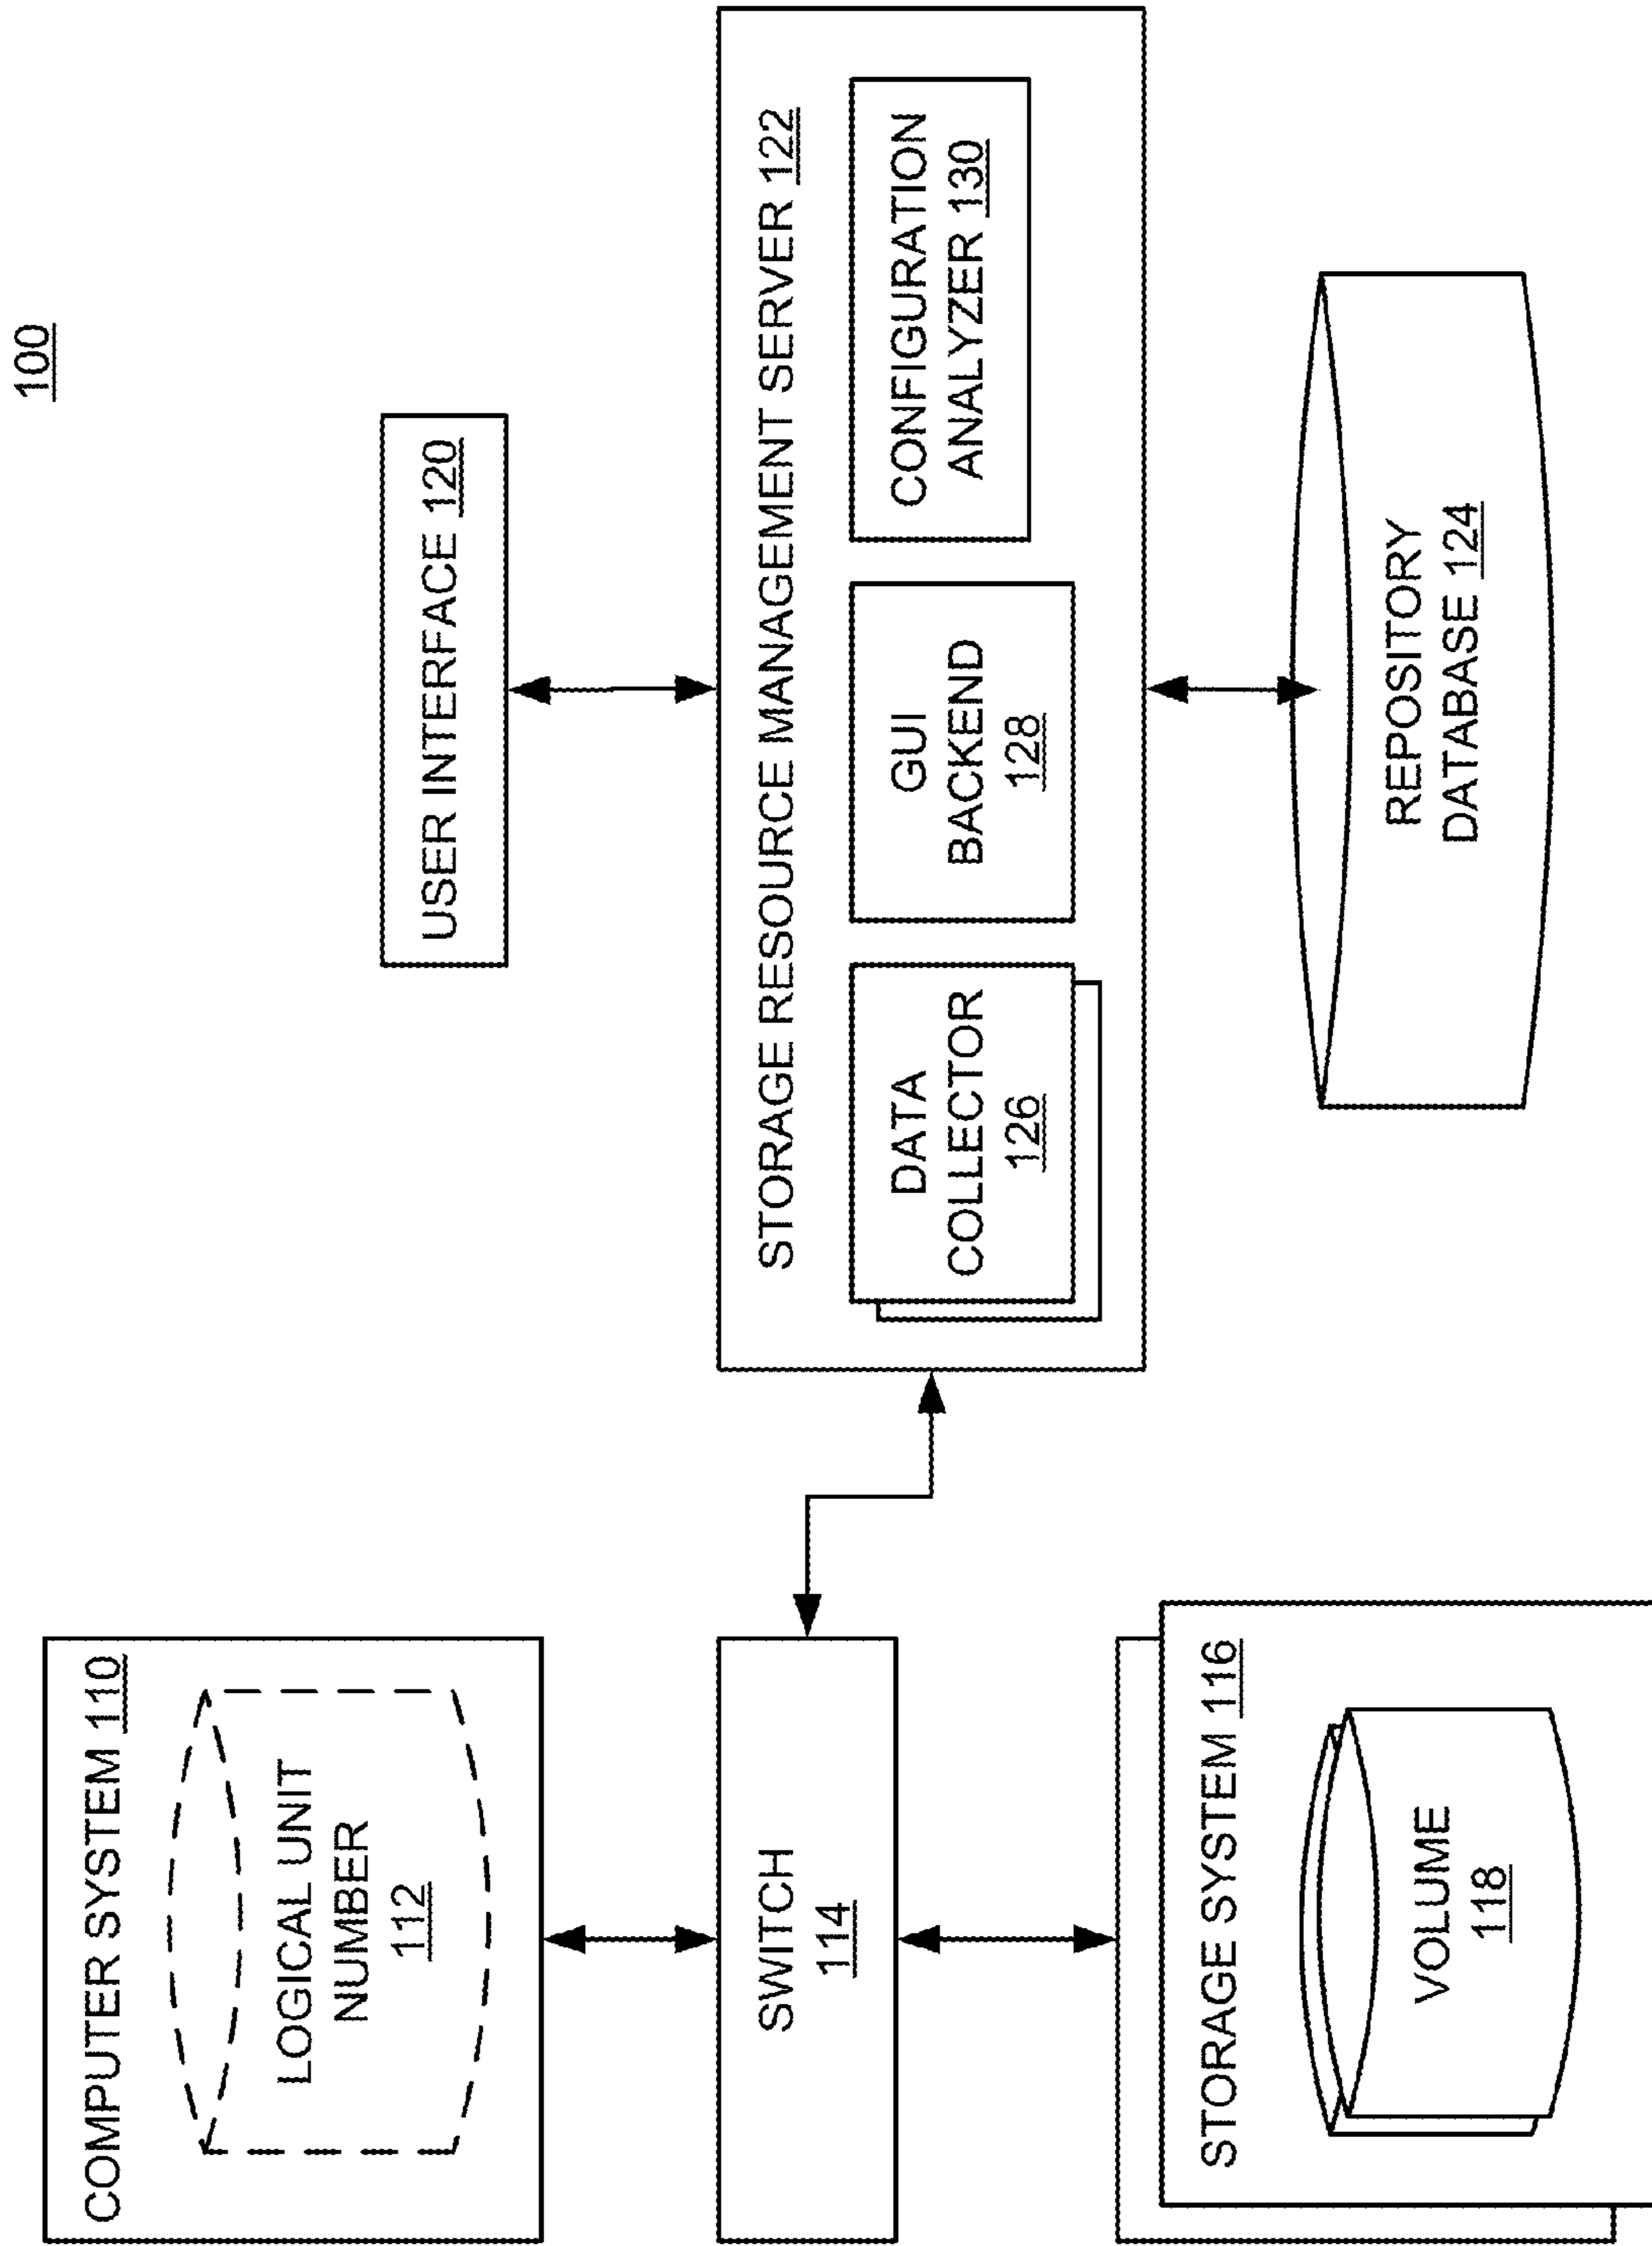 100
COMPUTER SYSTEM 110
LOGICAL UNIT
NUMBER
112
SWITCH
114
STORAGE SYSTEM 116
VOLUME
118
USER INTERFACE 120
STORAGE RESOURCE MANAGEMENT SERVER 122
DATA
COLLECTOR
126
GUI
BACKEND
128
CONFIGURATION
ANALYZER 130
REPOSITORY
DATABASE 124